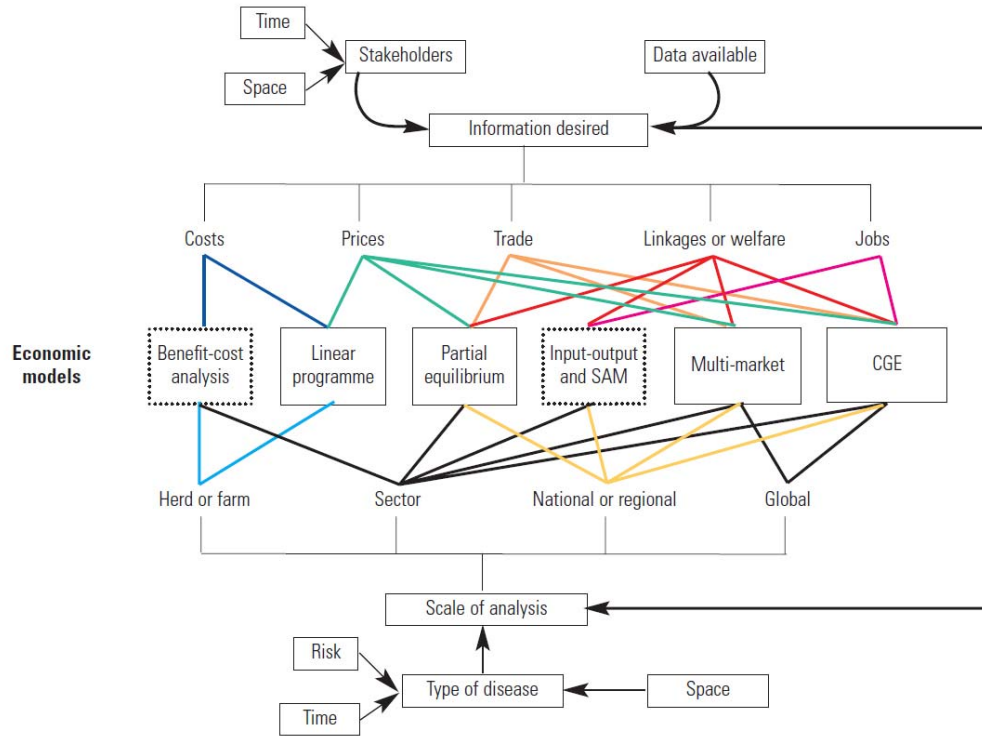 Time
Stakeholders
Data available
Space
Information desired
Costs
Prices
Trade
Linkages or welfare
Jobs
Economic
models
Benefit-cost
analysis
Linear
programme
Partial
equilibrium
Input-output
and SAM
Multi-market
CGE
Herd or farm
Sector
National or regional
Global
Scale of analysis
Risk
Type of disease
Space
Time